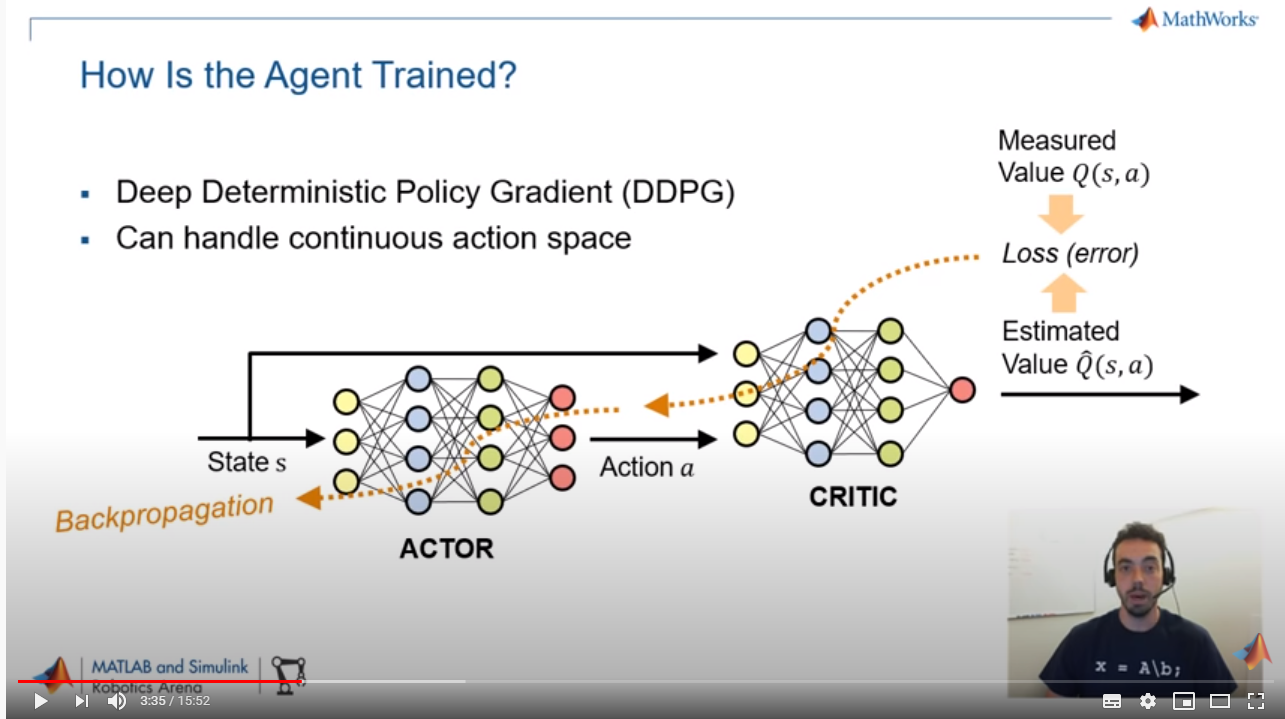 MathWorks®
How Is the Agent Trained?
▪ Deep Deterministic Policy Gradient (DDPG)
▪ Can handle continuous action space
Measured
Value Q(s, a)
Loss (error)
Estimated
Value Q̂(s, a)
State s
Action a
Backpropagation
ACTOR
CRITIC
x = A\b;
MATLAB and Simulink
Robotics Arena
3:35 / 15:52